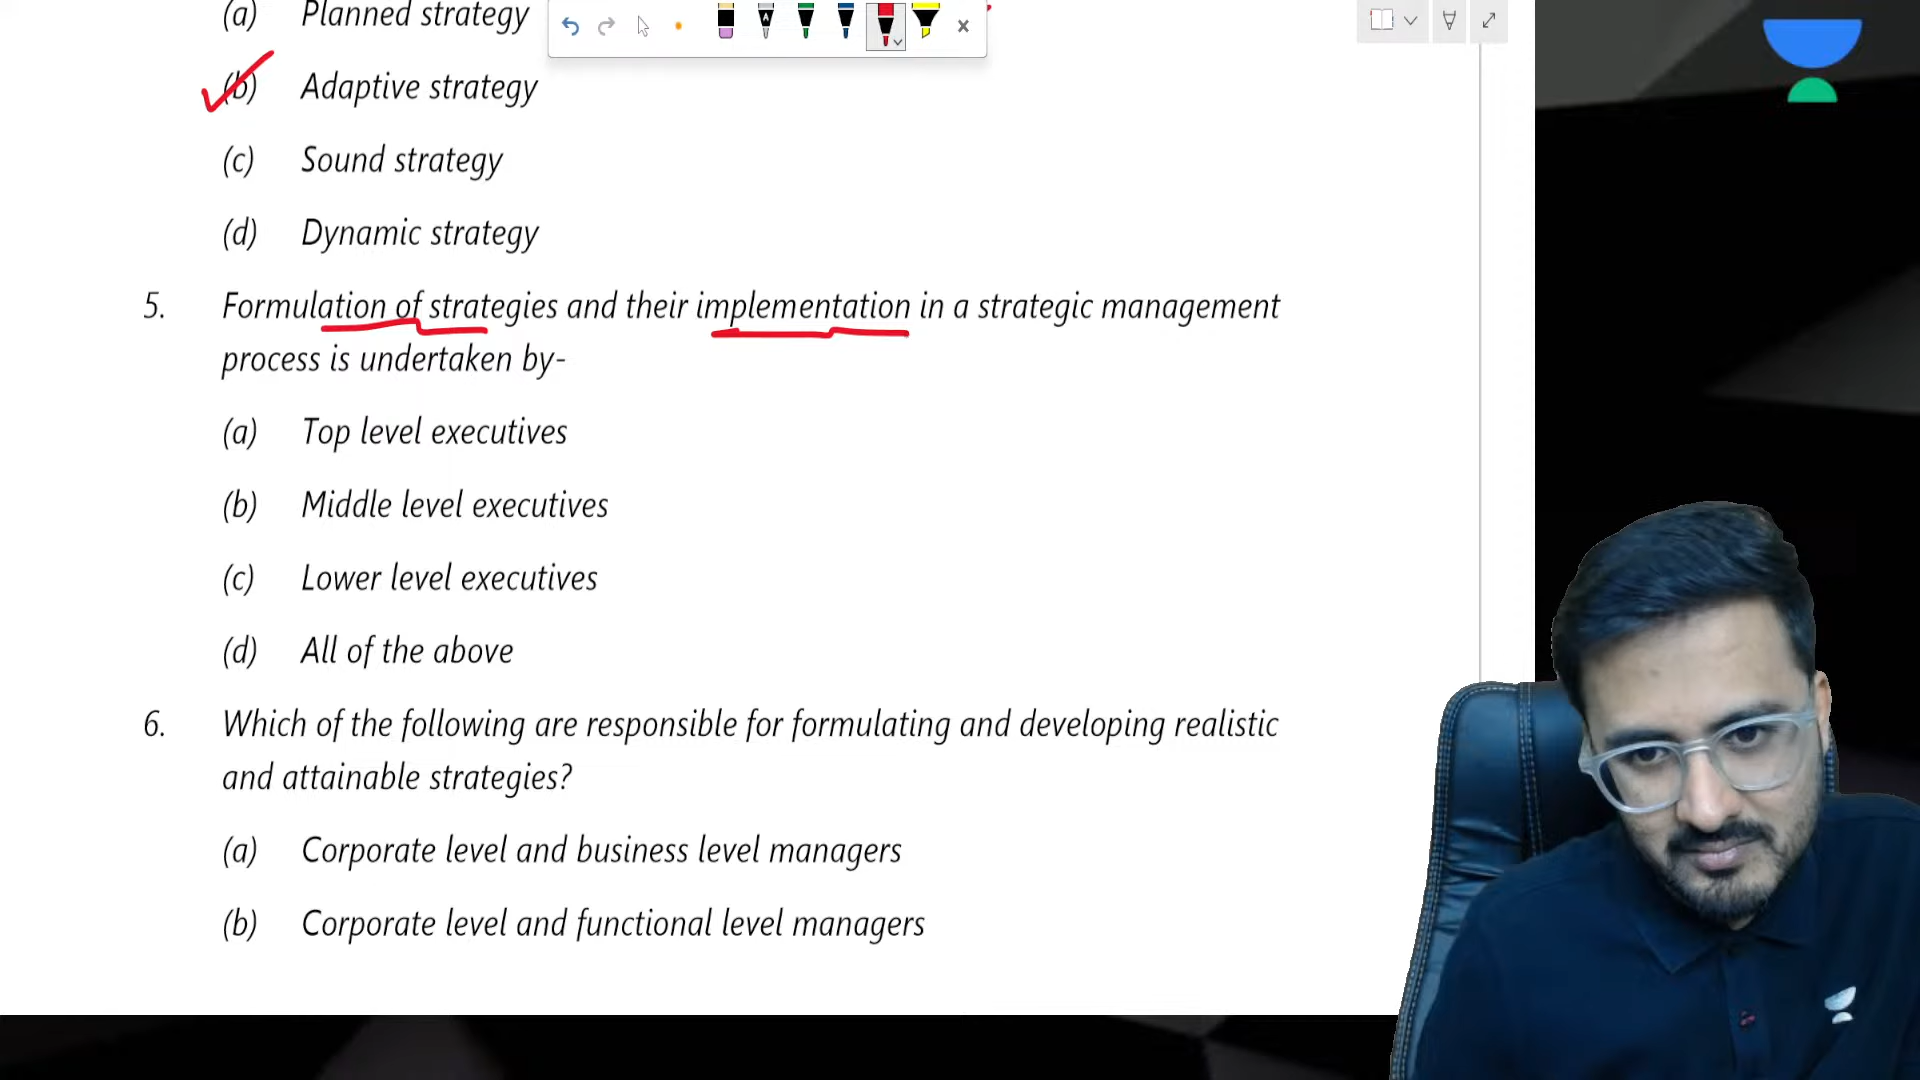 (a) Planned strategy
(b) Adaptive strategy
(c) Sound strategy
(d) Dynamic strategy
5. Formulation of strategies and their implementation in a strategic management
process is undertaken by-
(a) Top level executives
(b) Middle level executives
(c) Lower level executives
(d) All of the above
6. Which of the following are responsible for formulating and developing realistic
and attainable strategies?
(a) Corporate level and business level managers
(b) Corporate level and functional level managers